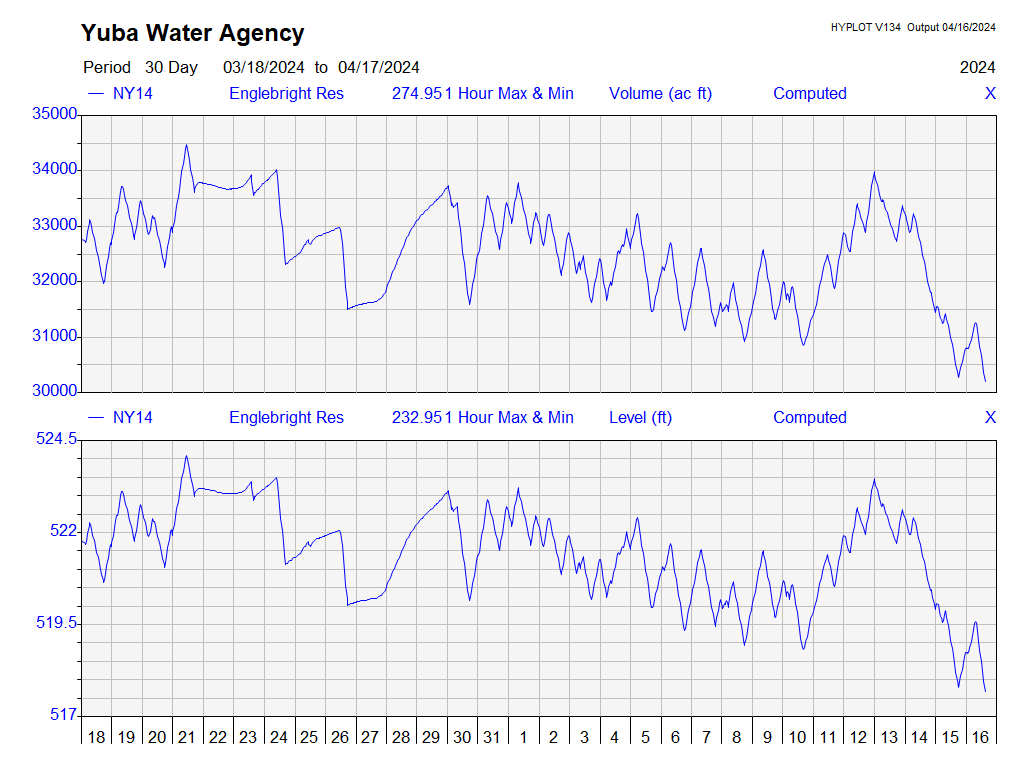 Yuba Water Agency
HYPLOT V134 Output 04/16/2024
Period 30 Day 03/18/2024 to 04/17/2024
2024
NY14 Englebright Res 274.951 Hour Max & Min Volume (ac ft) Computed X
35000
34000
33000
32000
31000
30000
NY14 Englebright Res 232.951 Hour Max & Min Level (ft) Computed X
524.5
522
519.5
517
18 19 20 21 22 23 24 25 26 27 28 29 30 31 1 2 3 4 5 6 7 8 9 10 11 12 13 14 15 16